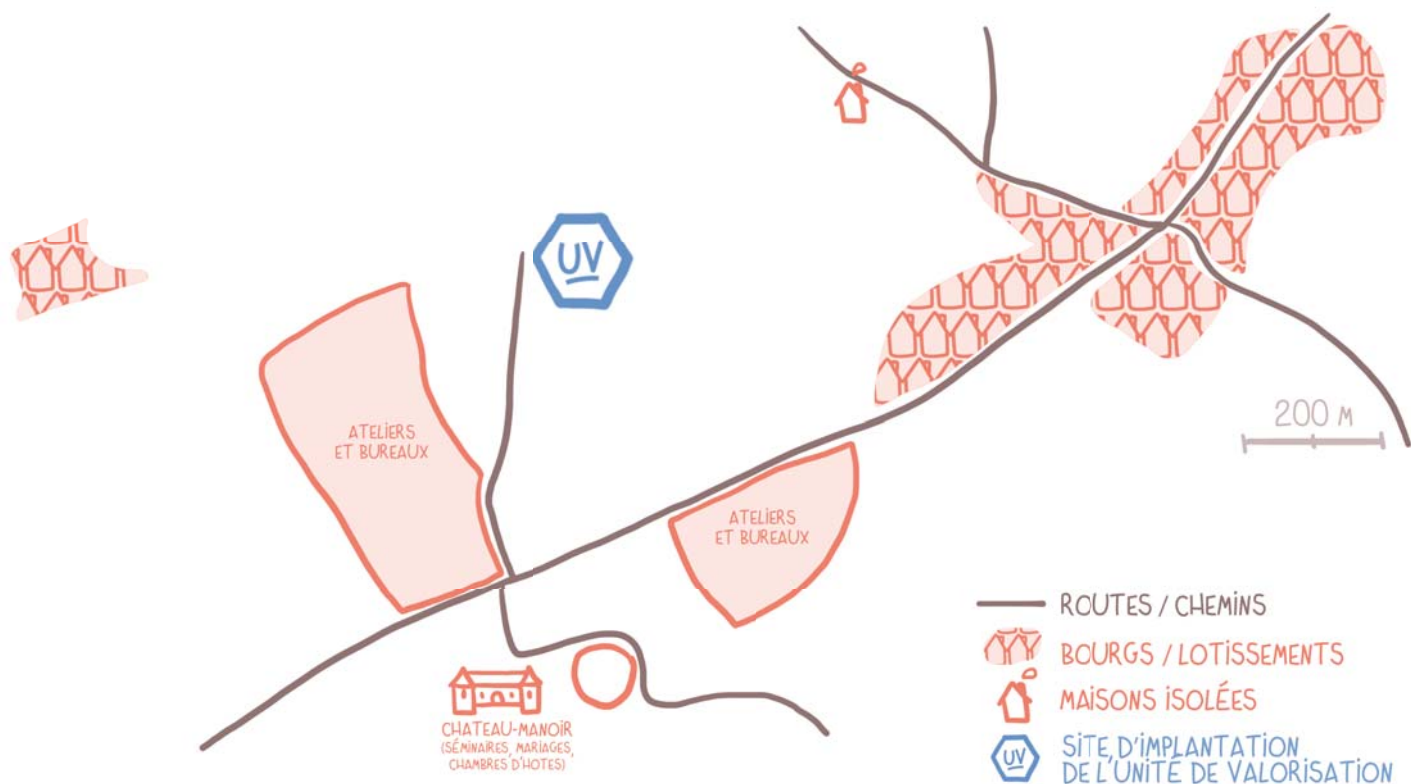 UV
ATELIERS
ET BUREAUX
200 M
ATELIERS
ET BUREAUX
ROUTES / CHEMINS
BOURGS / LOTISSEMENTS
CHATEAU-MANOIR
(SÉMINAIRES, MARIAGES,
CHAMBRES D'HOTES)
MAISONS ISOLÉES
UV
SITE D'IMPLANTATION
DE L'UNITÉ DE VALORISATION